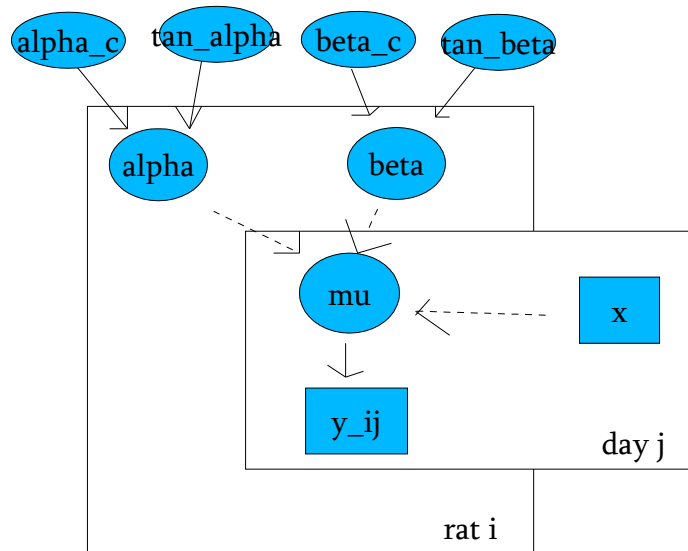 alpha_c
tan_alpha
beta_c
tan_beta
alpha
beta
mu
x
y_ij
day j
rat i